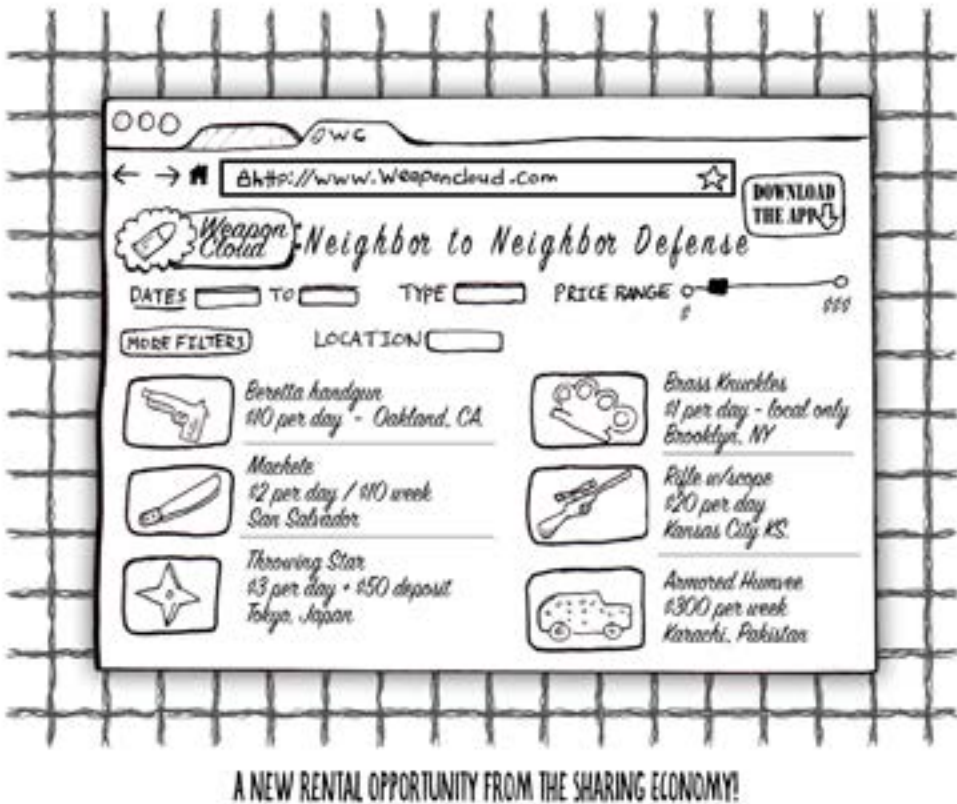 WC
http://www.Weaponcloud.com
DOWNLOAD
THE APP
Weapon
Cloud
Neighbor to Neighbor Defense
DATES TO TYPE PRICE RANGE
$ $$$
MORE FILTERS LOCATION
Beretta handgun
$10 per day - Oakland, CA
Machete
$2 per day / $10 week
San Salvador
Throwing Star
$3 per day + $50 deposit
Tokyo, Japan
Brass Knuckles
$1 per day - local only
Brooklyn, NY
Rifle w/scope
$20 per day
Kansas City KS.
Armored Humvee
$300 per week
Karachi, Pakistan
A NEW RENTAL OPPORTUNITY FROM THE SHARING ECONOMY!